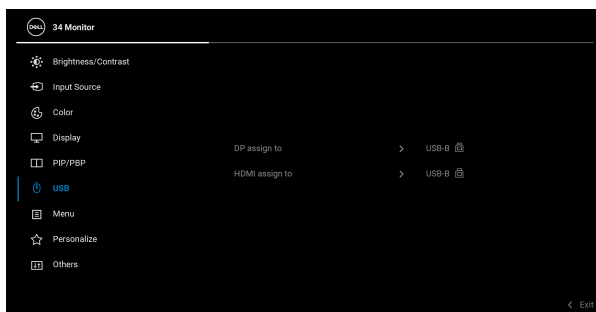 DELL 34 Monitor
Brightness/Contrast
Input Source
Color
Display
PIP/PBP
USB
Menu
Personalize
Others
DP assign to > USB-B
HDMI assign to > USB-B
< Exit